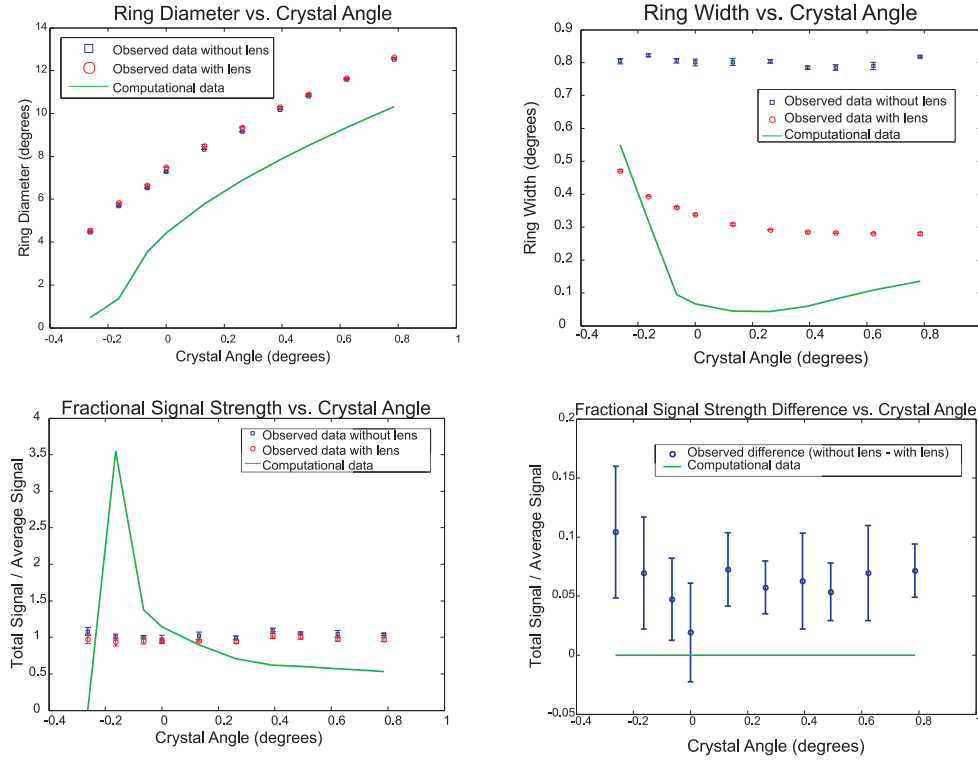 Ring Diameter vs. Crystal Angle
14
12
10
8
6
4
2
0
Ring Diameter (degrees)
Observed data without lens
Observed data with lens
Computational data
-0.4 -0.2 0 0.2 0.4 0.6 0.8 1
Crystal Angle (degrees)
Ring Width vs. Crystal Angle
0.9
0.8
0.7
0.6
0.5
0.4
0.3
0.2
0.1
0
Ring Width (degrees)
Observed data without lens
Observed data with lens
Computational data
-0.4 -0.2 0 0.2 0.4 0.6 0.8 1
Crystal Angle (degrees)
Fractional Signal Strength vs. Crystal Angle
4
3.5
3
2.5
2
1.5
1
0.5
0
Total Signal / Average Signal
Observed data without lens
Observed data with lens
Computational data
-0.4 -0.2 0 0.2 0.4 0.6 0.8 1
Crystal Angle (degrees)
Fractional Signal Strength Difference vs. Crystal Angle
0.2
0.15
0.1
0.05
0
-0.05
Total Signal / Average Signal
Observed difference (without lens - with lens)
Computational data
-0.4 -0.2 0 0.2 0.4 0.6 0.8 1
Crystal Angle (degrees)